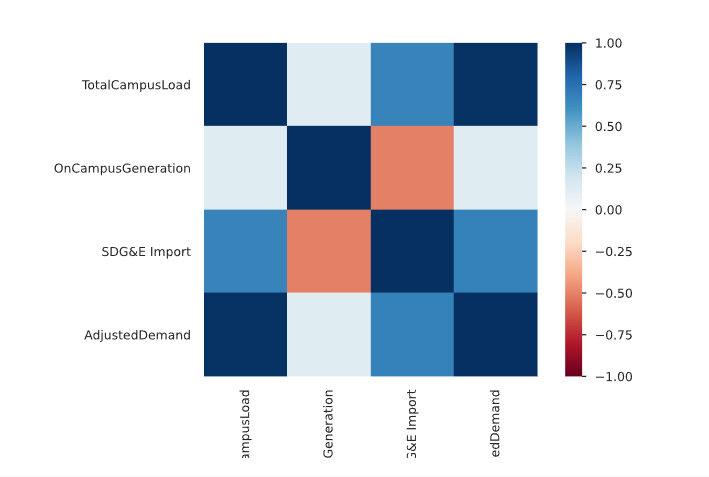 TotalCampusLoad
OnCampusGeneration
SDG&E Import
AdjustedDemand
1.00
0.75
0.50
0.25
0.00
−0.25
−0.50
−0.75
−1.00
ampusLoad
Generation
G&E Import
edDemand